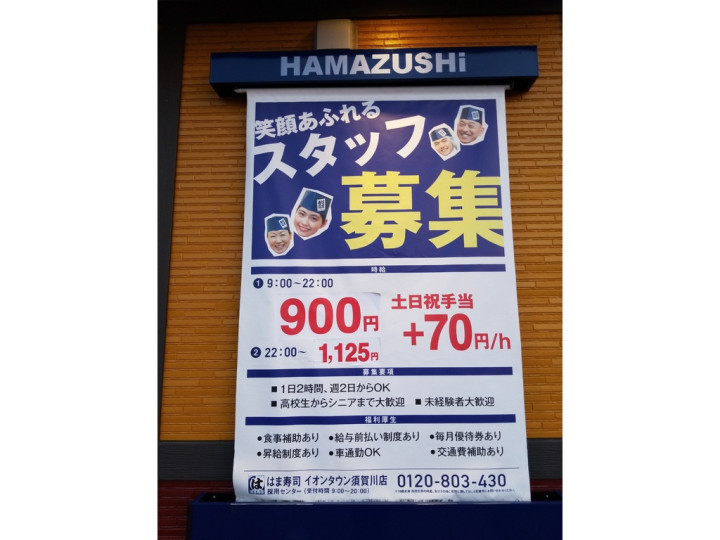 HAMAZUSHi
笑顔あふれる
スタッフ
募集
時給
❶ 9:00～22:00
900円
土日祝手当
+70円/h
❷ 22:00～ 1,125円
募集要項
■ 1日2時間、週2日からOK
■ 高校生からシニアまで大歓迎 ■ 未経験者大歓迎
福利厚生
●食事補助あり ●給与前払い制度あり ●毎月優待券あり
●昇給制度あり ●車通勤OK ●交通費補助あり
は はま寿司 イオンタウン須賀川店 0120-803-430
採用センター (受付時間 9:00～20:00)